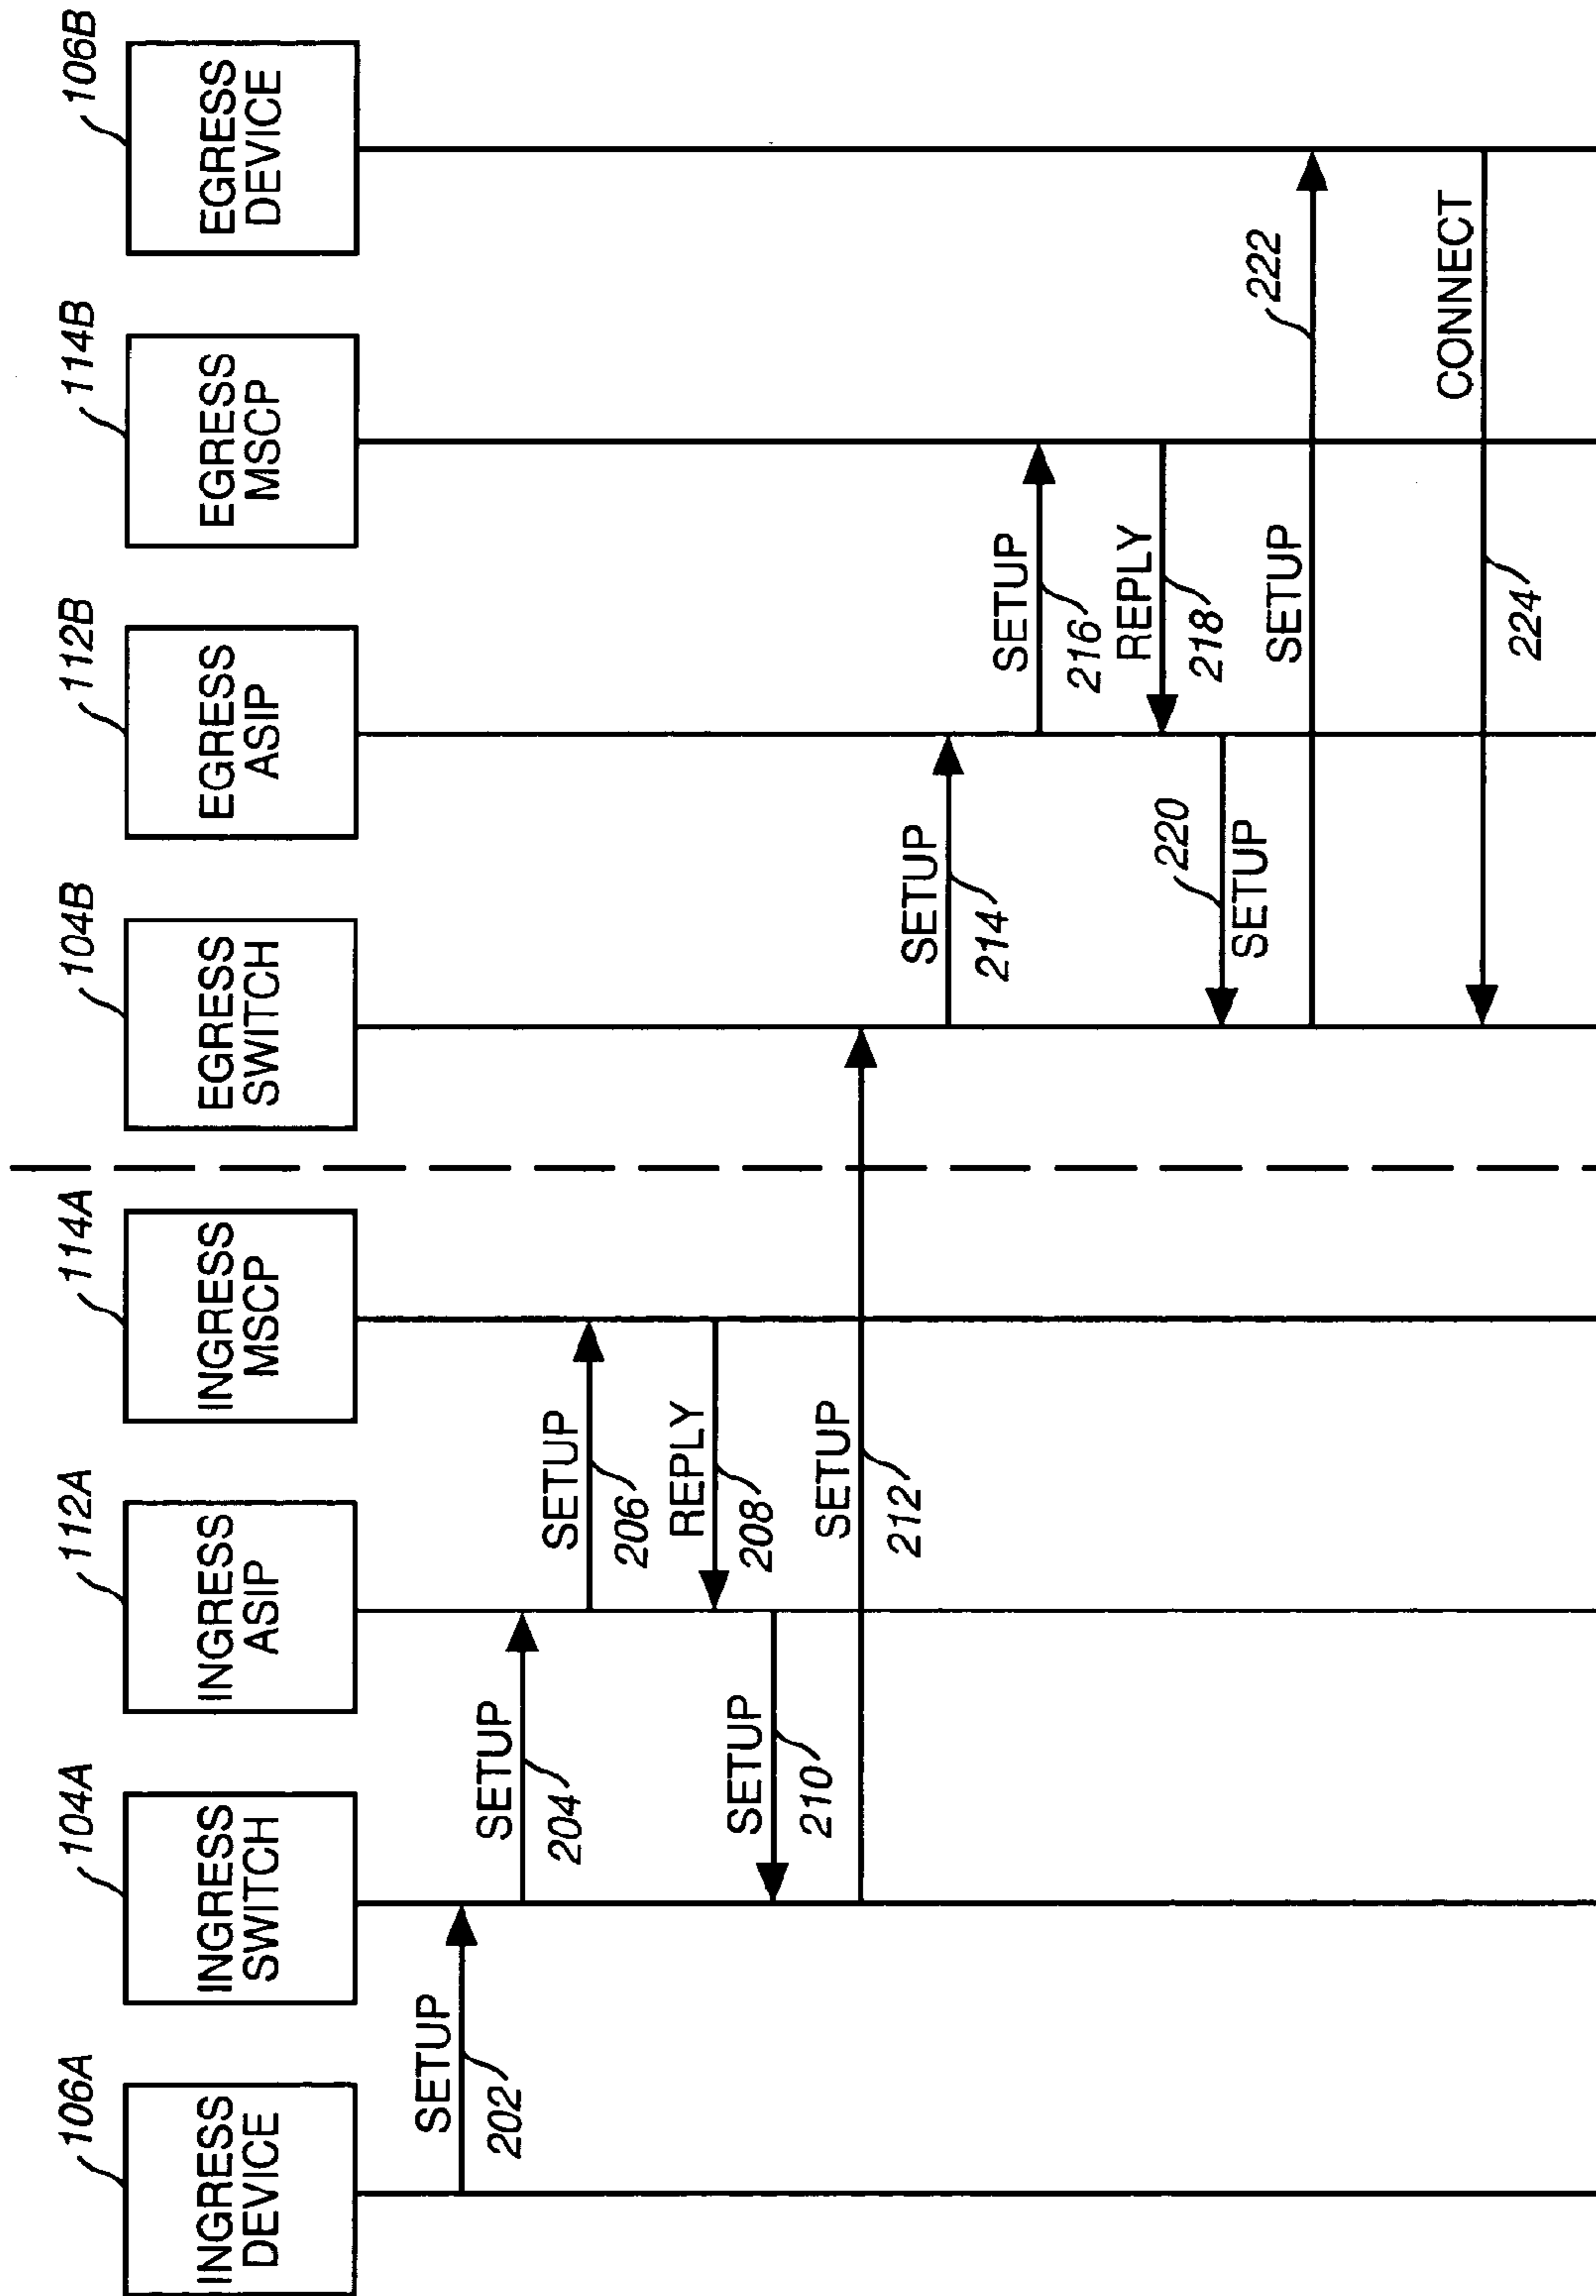 106A
INGRESS
DEVICE
104A
INGRESS
SWITCH
112A
INGRESS
ASIP
114A
INGRESS
MSCP
104B
EGRESS
SWITCH
112B
EGRESS
ASIP
114B
EGRESS
MSCP
106B
EGRESS
DEVICE
SETUP
202
SETUP
204
SETUP
206
REPLY
208
SETUP
210
SETUP
212
SETUP
214
SETUP
216
REPLY
218
220
SETUP
SETUP
222
CONNECT
224